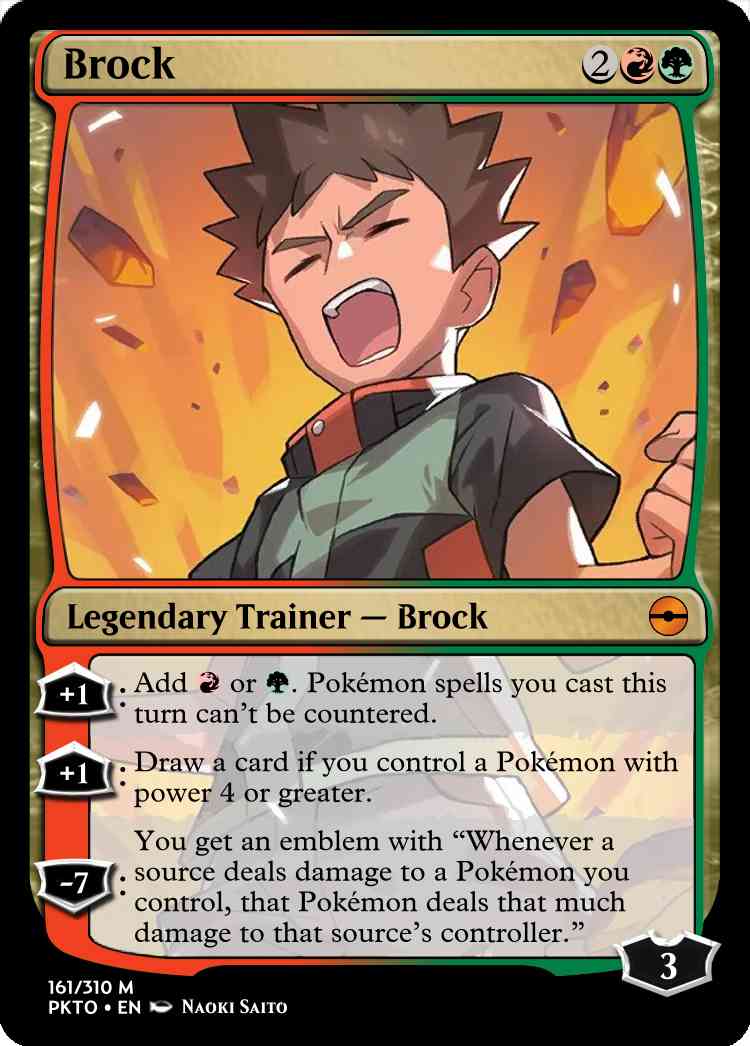 Brock 2
Legendary Trainer — Brock
+1: Add or . Pokémon spells you cast this
turn can't be countered.
+1: Draw a card if you control a Pokémon with
power 4 or greater.
You get an emblem with “Whenever a
−7: source deals damage to a Pokémon you
control, that Pokémon deals that much
damage to that source's controller.”
3
161/310 M
PKTO • EN Naoki Saito